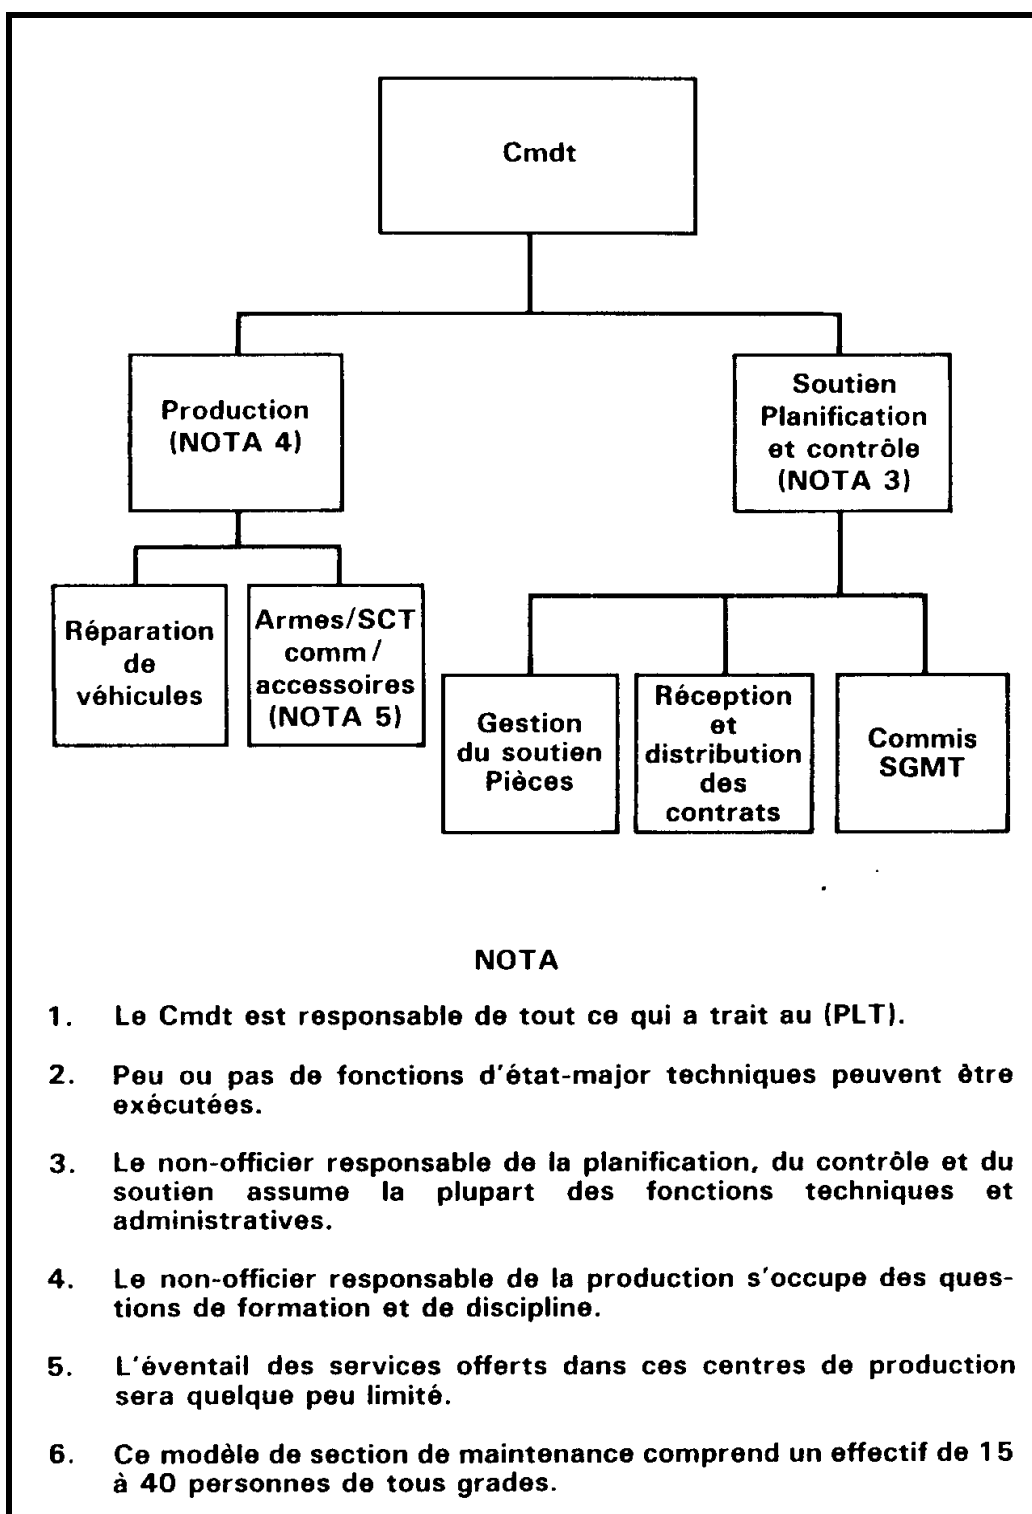 Cmdt
Production
(NOTA 4)
Soutien
Planification
et contrôle
(NOTA 3)
Réparation
de
véhicules
Armes/SCT
comm/
accessoires
(NOTA 5)
Gestion
du soutien
Pièces
Réception
et
distribution
des
contrats
Commis
SGMT
NOTA
1. Le Cmdt est responsable de tout ce qui a trait au (PLT).
2. Peu ou pas de fonctions d'état-major techniques peuvent être
exécutées.
3. Le non-officier responsable de la planification, du contrôle et du
soutien assume la plupart des fonctions techniques et
administratives.
4. Le non-officier responsable de la production s'occupe des ques-
tions de formation et de discipline.
5. L'éventail des services offerts dans ces centres de production
sera quelque peu limité.
6. Ce modèle de section de maintenance comprend un effectif de 15
à 40 personnes de tous grades.